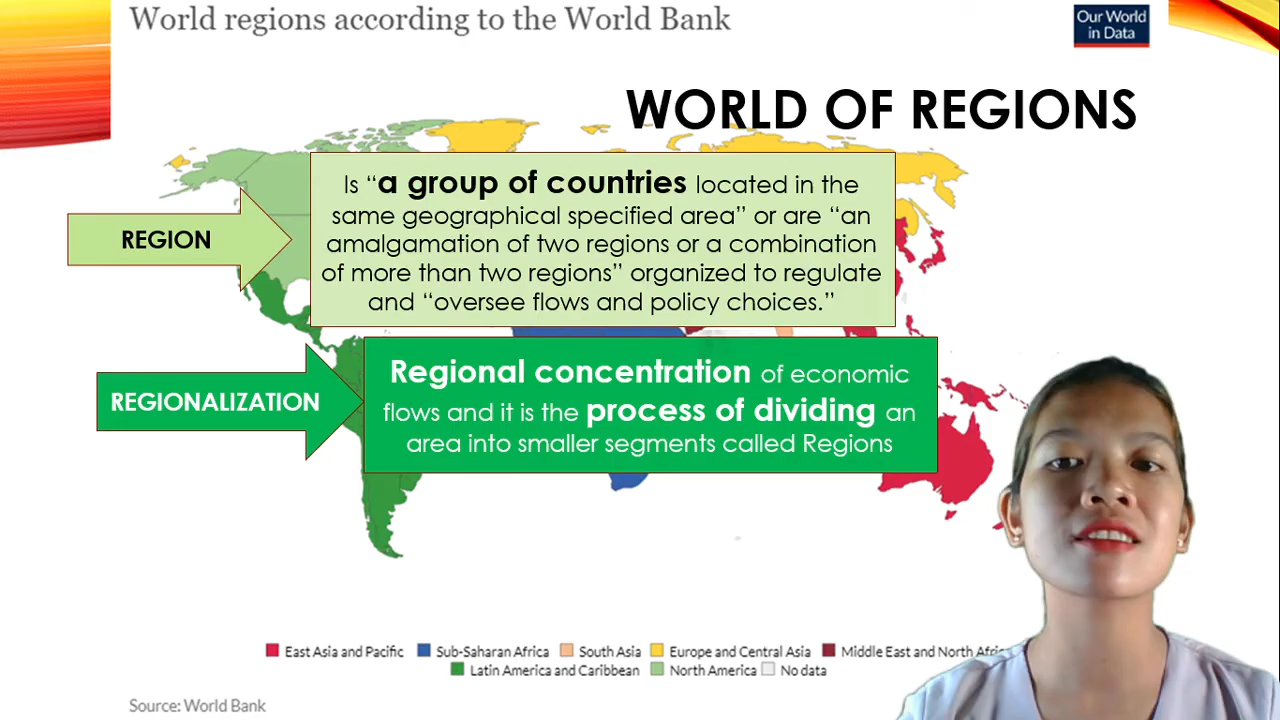 World regions according to the World Bank
Our World
in Data
WORLD OF REGIONS
REGION
Is “a group of countries located in the
same geographical specified area” or are “an
amalgamation of two regions or a combination
of more than two regions” organized to regulate
and “oversee flows and policy choices.”
REGIONALIZATION
Regional concentration of economic
flows and it is the process of dividing an
area into smaller segments called Regions
East Asia and Pacific
Sub-Saharan Africa
South Asia
Europe and Central Asia
Middle East and North Afric
Latin America and Caribbean
North America
No data
Source: World Bank